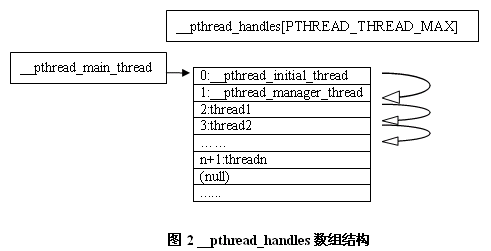 __pthread_handles[PTHREAD_THREAD_MAX]
__pthread_main_thread
0:__pthread_initial_thread
1:__pthread_manager_thread
2:thread1
3:thread2
……
n+1:threadn
(null)
……
图 2 __pthread_handles 数组结构